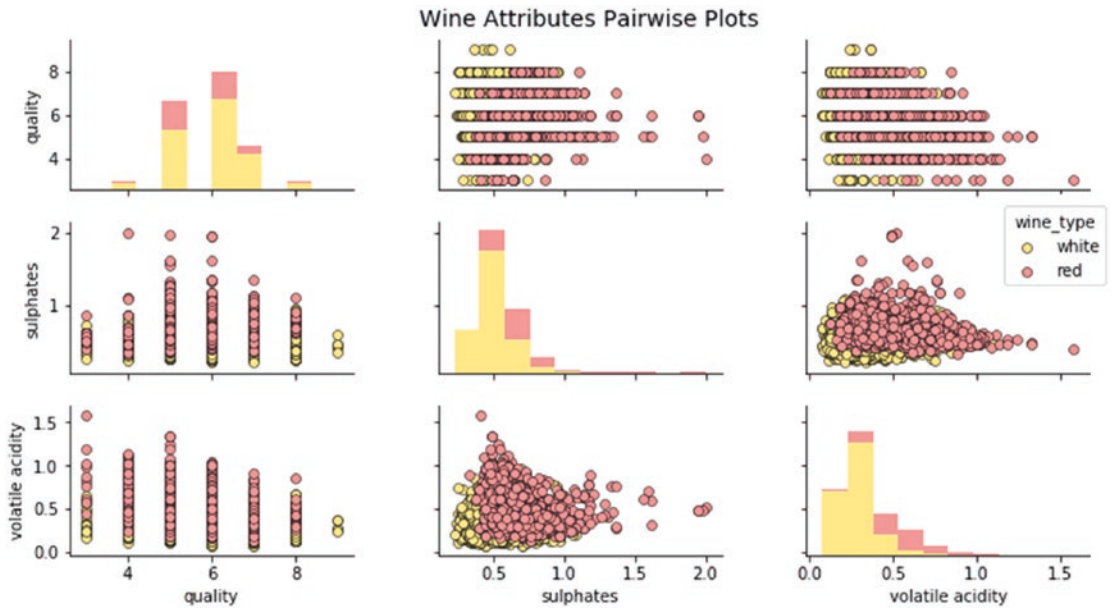 Wine Attributes Pairwise Plots
quality
8
6
4
sulphates
2
1
wine_type
white
red
volatile acidity
1.5
1.0
0.5
0.0
4 6 8
0.5 1.0 1.5 2.0
0.0 0.5 1.0 1.5
quality
sulphates
volatile acidity